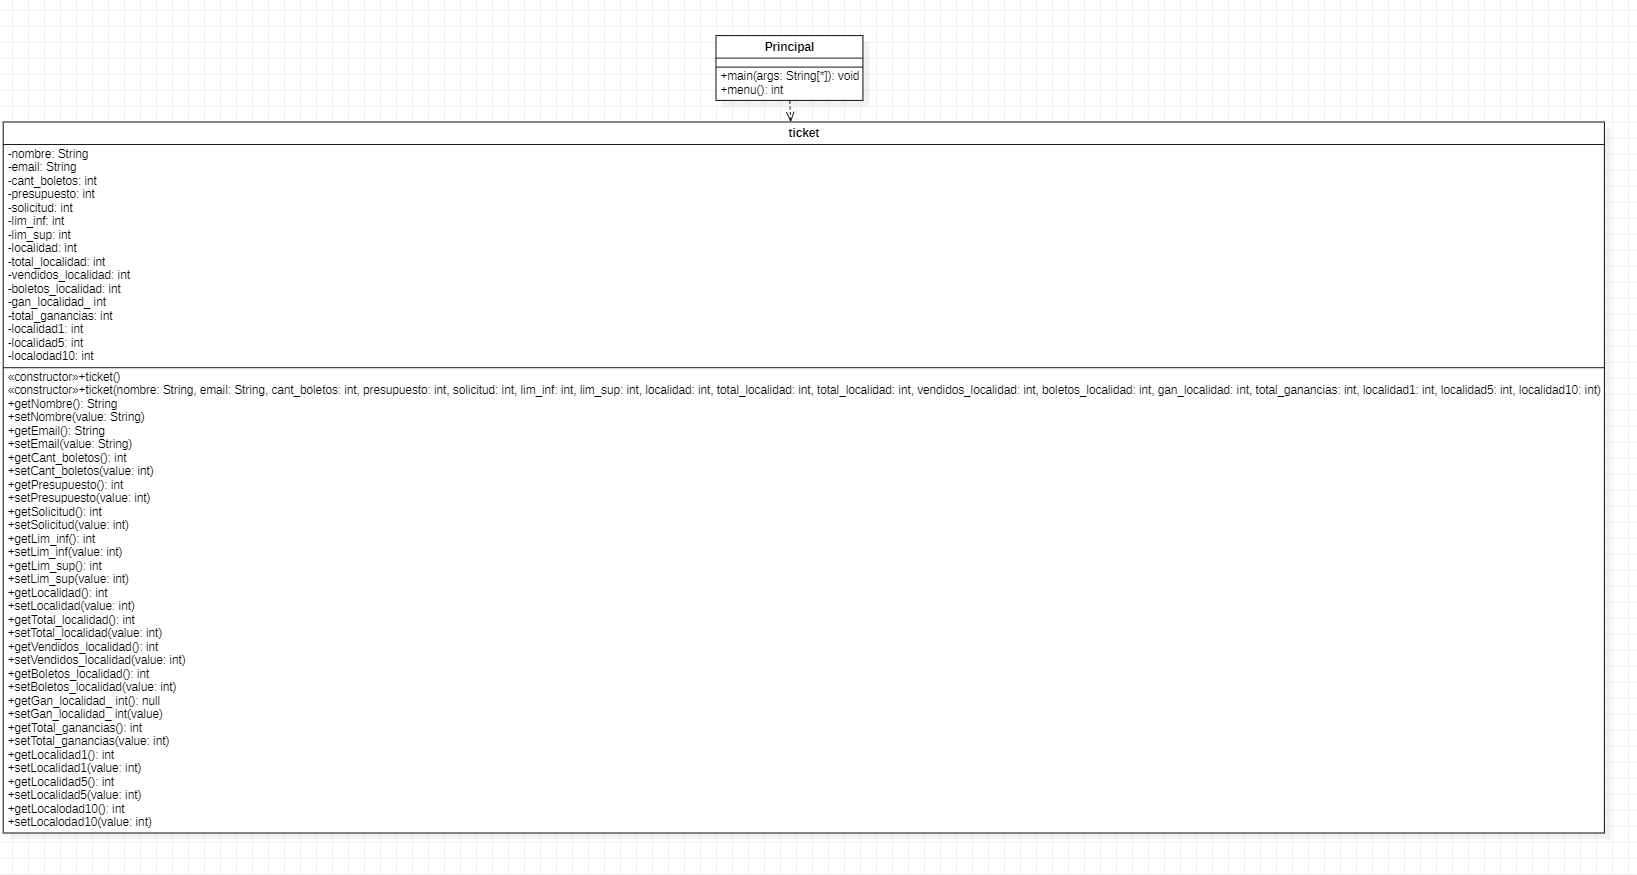 Principal
+main(args: String[*]): void
+menu(): int
ticket
-nombre: String
-email: String
-cant_boletos: int
-presupuesto: int
-solicitud: int
-lim_inf: int
-lim_sup: int
-localidad: int
-total_localidad: int
-vendidos_localidad: int
-boletos_localidad: int
-gan_localidad_ int
-total_ganancias: int
-localidad1: int
-localidad5: int
-localodad10: int
«constructor»+ticket()
«constructor»+ticket(nombre: String, email: String, cant_boletos: int, presupuesto: int, solicitud: int, lim_inf: int, lim_sup: int, localidad: int, total_localidad: int, total_localidad: int, vendidos_localidad: int, boletos_localidad: int, gan_localidad: int, total_ganancias: int, localidad1: int, localidad5: int, localidad10: int)
+getNombre(): String
+setNombre(value: String)
+getEmail(): String
+setEmail(value: String)
+getCant_boletos(): int
+setCant_boletos(value: int)
+getPresupuesto(): int
+setPresupuesto(value: int)
+getSolicitud(): int
+setSolicitud(value: int)
+getLim_inf(): int
+setLim_inf(value: int)
+getLim_sup(): int
+setLim_sup(value: int)
+getLocalidad(): int
+setLocalidad(value: int)
+getTotal_localidad(): int
+setTotal_localidad(value: int)
+getVendidos_localidad(): int
+setVendidos_localidad(value: int)
+getBoletos_localidad(): int
+setBoletos_localidad(value: int)
+getGan_localidad_ int(): null
+setGan_localidad_ int(value)
+getTotal_ganancias(): int
+setTotal_ganancias(value: int)
+getLocalidad1(): int
+setLocalidad1(value: int)
+getLocalidad5(): int
+setLocalidad5(value: int)
+getLocalodad10(): int
+setLocalodad10(value: int)